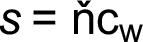 s = ňc_w